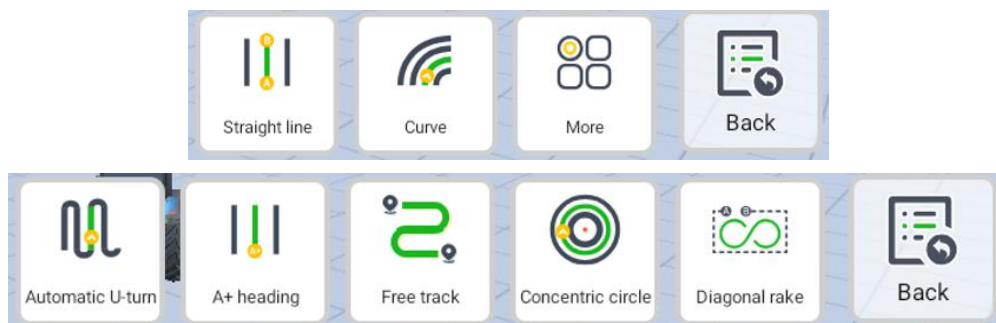 B
A
Straight line
Curve
More
Back
Automatic U-turn
A+
A+ heading
Free track
Concentric circle
A B
Diagonal rake
Back